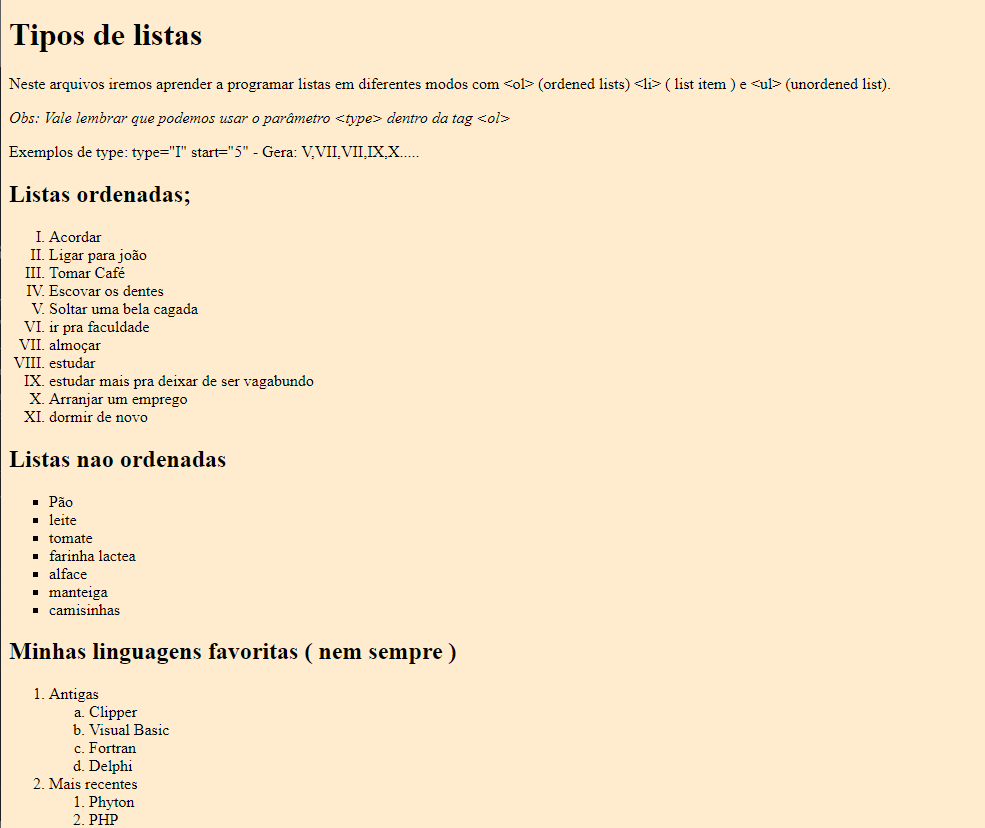 Tipos de listas
Neste arquivos iremos aprender a programar listas em diferentes modos com <ol> (ordened lists) <li> ( list item ) e <ul> (unordened list).
Obs: Vale lembrar que podemos usar o parâmetro <type> dentro da tag <ol>
Exemplos de type: type="I" start="5" - Gera: V,VII,VII,IX,X.....
Listas ordenadas;
I. Acordar
II. Ligar para joão
III. Tomar Café
IV. Escovar os dentes
V. Soltar uma bela cagada
VI. ir pra faculdade
VII. almoçar
VIII. estudar
IX. estudar mais pra deixar de ser vagabundo
X. Arranjar um emprego
XI. dormir de novo
Listas nao ordenadas
▪ Pão
▪ leite
▪ tomate
▪ farinha lactea
▪ alface
▪ manteiga
▪ camisinhas
Minhas linguagens favoritas ( nem sempre )
1. Antigas
a. Clipper
b. Visual Basic
c. Fortran
d. Delphi
2. Mais recentes
1. Phyton
2. PHP